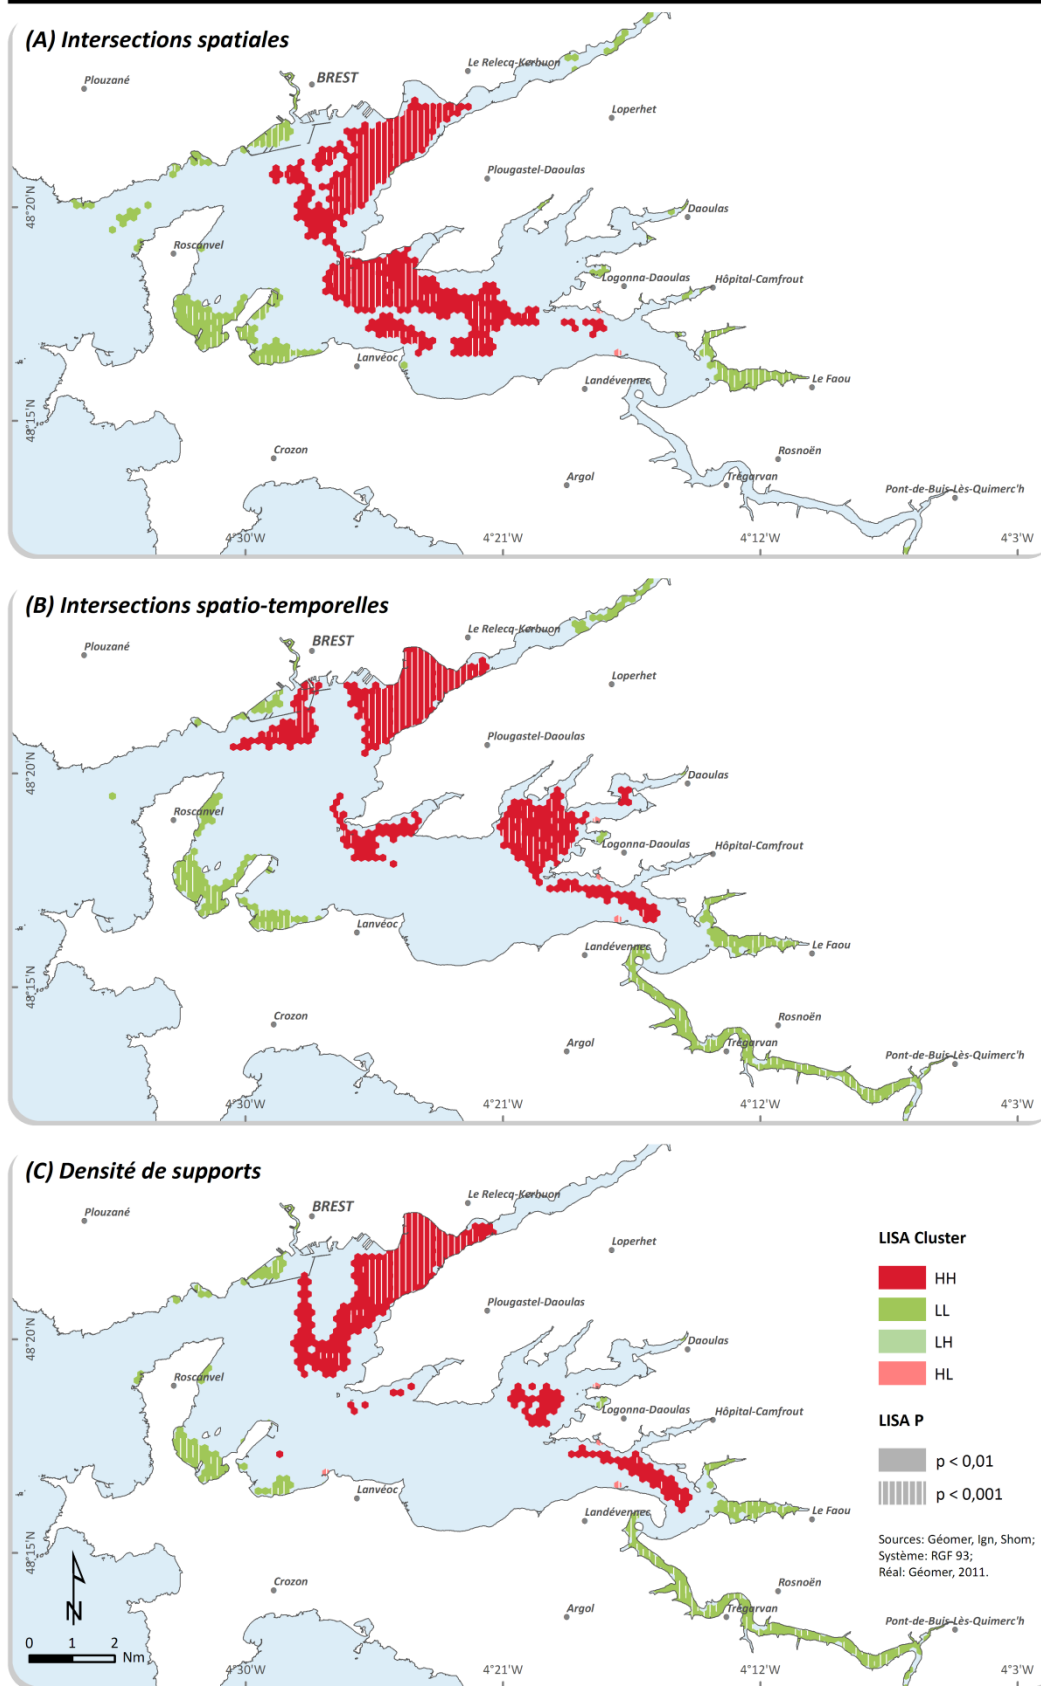 (A) Intersections spatiales
Plouzané
BREST
Le Relecq-Kerhuon
Loperhet
Plougastel-Daoulas
48°20'N
Daoulas
Roscanvel
Logonna-Daoulas
Hôpital-Camfrout
Lanvéoc
Landévennec
Le Faou
48°15'N
Crozon
Argol
Rosnoën
Trégarvan
Pont-de-Buis-Lès-Quimerc'h
4°30'W
4°21'W
4°12'W
4°3'W
(B) Intersections spatio-temporelles
Plouzané
BREST
Le Relecq-Kerhuon
Loperhet
Plougastel-Daoulas
48°20'N
Daoulas
Roscanvel
Logonna-Daoulas
Hôpital-Camfrout
Lanvéoc
Landévennec
Le Faou
48°15'N
Crozon
Argol
Rosnoën
Trégarvan
Pont-de-Buis-Lès-Quimerc'h
4°30'W
4°21'W
4°12'W
4°3'W
(C) Densité de supports
Plouzané
BREST
Le Relecq-Kerhuon
Loperhet
Plougastel-Daoulas
48°20'N
Daoulas
Roscanvel
Logonna-Daoulas
Hôpital-Camfrout
Lanvéoc
Landévennec
Le Faou
48°15'N
Crozon
Argol
Rosnoën
Trégarvan
Pont-de-Buis-Lès-Quimerc'h
4°30'W
4°21'W
4°12'W
4°3'W
LISA Cluster
HH
LL
LH
HL
LISA P
p < 0,01
p < 0,001
Sources: Géomer, Ign, Shom;
Système: RGF 93;
Réal: Géomer, 2011.
N
0 1 2
Nm